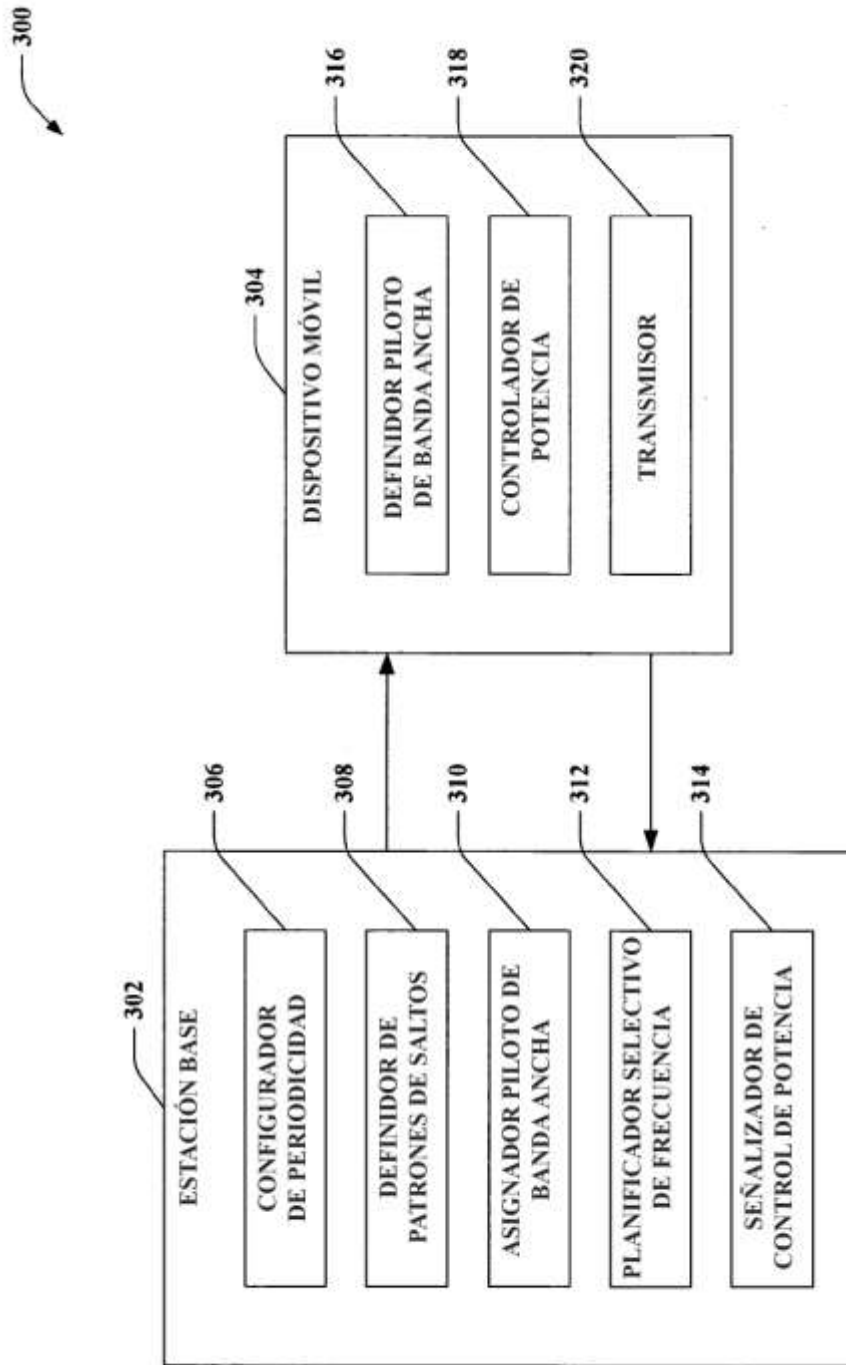 300
302
ESTACIÓN BASE
306
CONFIGURADOR
DE PERIODICIDAD
308
DEFINIDOR DE
PATRONES DE SALTOS
310
ASIGNADOR PILOTO DE
BANDA ANCHA
312
PLANIFICADOR SELECTIVO
DE FRECUENCIA
314
SEÑALIZADOR DE
CONTROL DE POTENCIA
304
DISPOSITIVO MÓVIL
316
DEFINIDOR PILOTO
DE BANDA ANCHA
318
CONTROLADOR DE
POTENCIA
320
TRANSMISOR